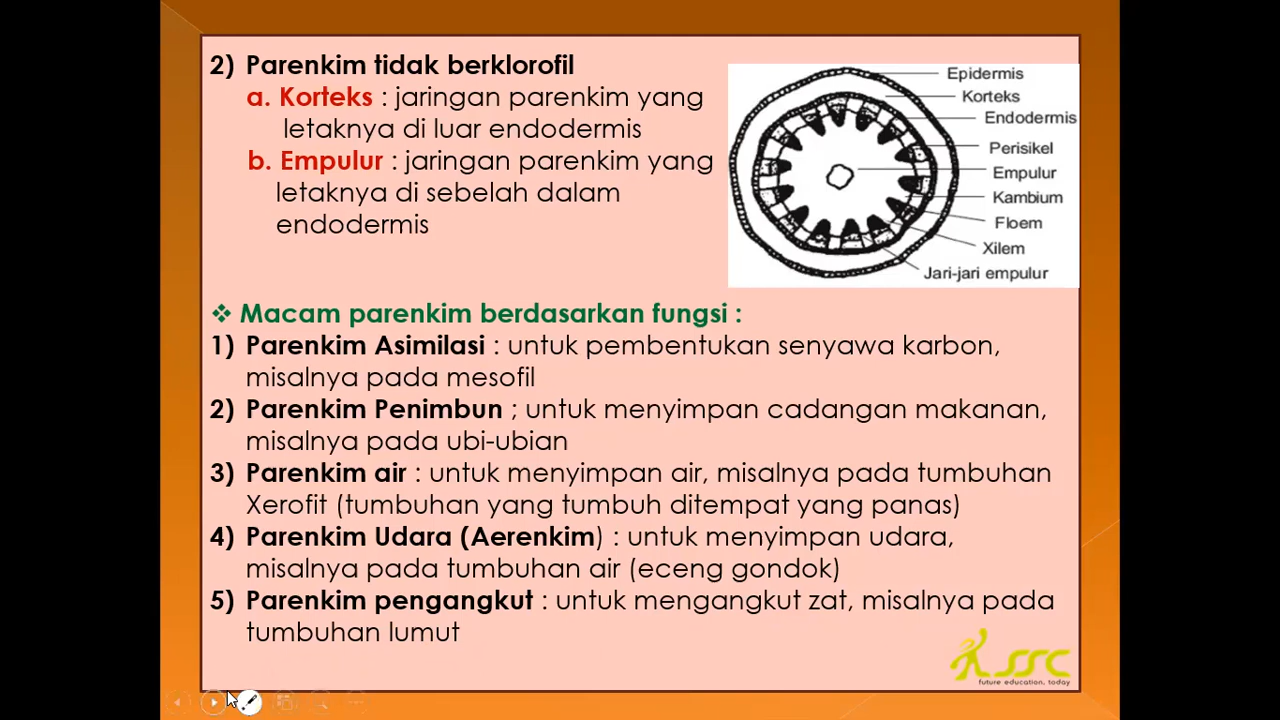 2) Parenkim tidak berklorofil
a. Korteks : jaringan parenkim yang
letaknya di luar endodermis
b. Empulur : jaringan parenkim yang
letaknya di sebelah dalam
endodermis
Epidermis
Korteks
Endodermis
Perisikel
Empulur
Kambium
Floem
Xilem
Jari-jari empulur
❖ Macam parenkim berdasarkan fungsi :
1) Parenkim Asimilasi : untuk pembentukan senyawa karbon,
misalnya pada mesofil
2) Parenkim Penimbun ; untuk menyimpan cadangan makanan,
misalnya pada ubi-ubian
3) Parenkim air : untuk menyimpan air, misalnya pada tumbuhan
Xerofit (tumbuhan yang tumbuh ditempat yang panas)
4) Parenkim Udara (Aerenkim) : untuk menyimpan udara,
misalnya pada tumbuhan air (eceng gondok)
5) Parenkim pengangkut : untuk mengangkut zat, misalnya pada
tumbuhan lumut
SSC
future education, today